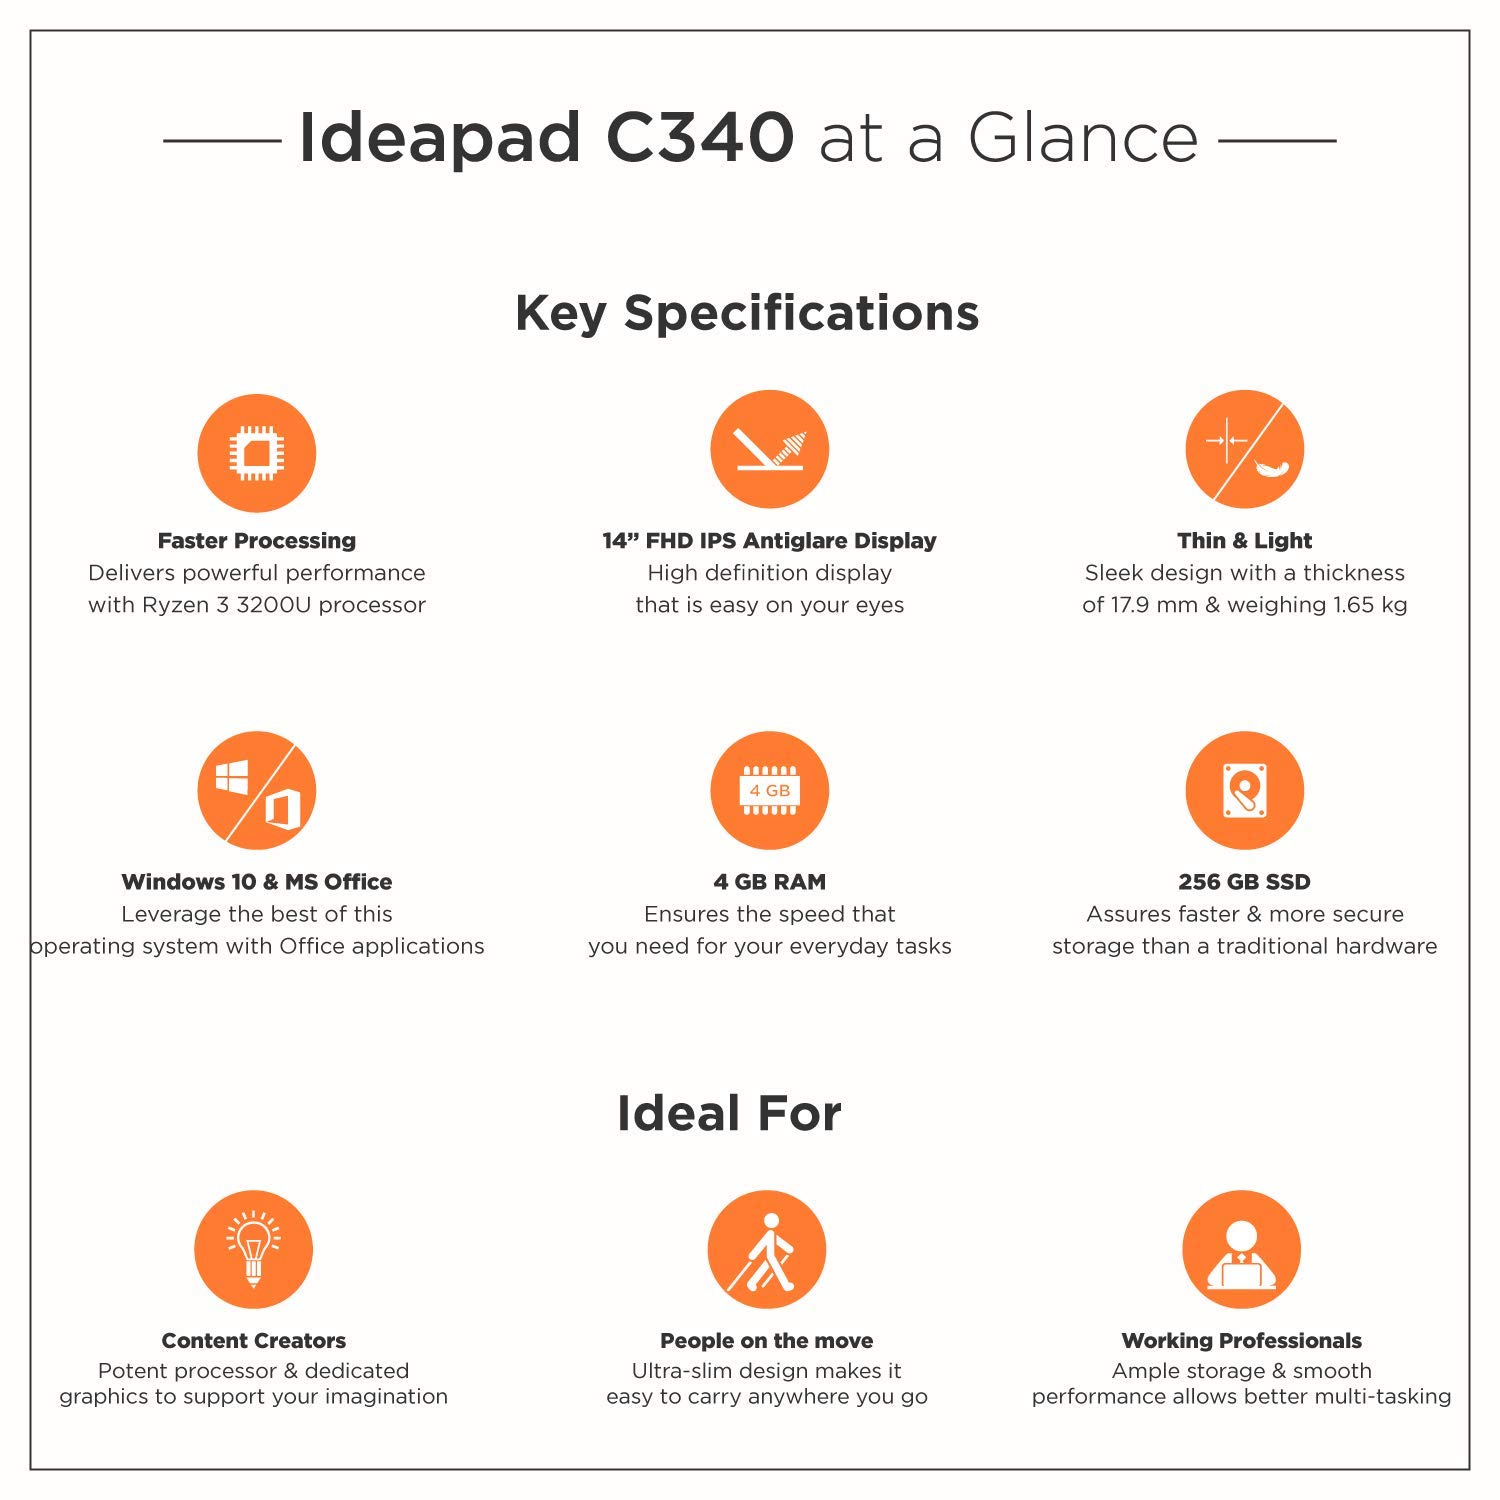 Ideapad C340 at a Glance
Key Specifications
Faster Processing
Delivers powerful performance
with Ryzen 3 3200U processor
14” FHD IPS Antiglare Display
High definition display
that is easy on your eyes
Thin & Light
Sleek design with a thickness
of 17.9 mm & weighing 1.65 kg
Windows 10 & MS Office
Leverage the best of this
operating system with Office applications
4 GB
4 GB RAM
Ensures the speed that
you need for your everyday tasks
256 GB SSD
Assures faster & more secure
storage than a traditional hardware
Ideal For
Content Creators
Potent processor & dedicated
graphics to support your imagination
People on the move
Ultra-slim design makes it
easy to carry anywhere you go
Working Professionals
Ample storage & smooth
performance allows better multi-tasking